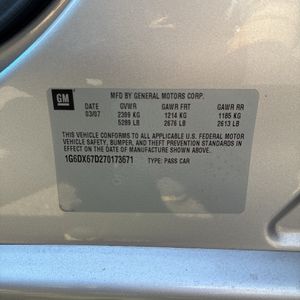 GM
MFD BY GENERAL MOTORS CORP.
DATE GVWR GAWR FRT GAWR RR
03/07 2399 KG 1214 KG 1185 KG
5289 LB 2676 LB 2613 LB
THIS VEHICLE CONFORMS TO ALL APPLICABLE U.S. FEDERAL MOTOR
VEHICLE SAFETY, BUMPER, AND THEFT PREVENTION STANDARDS IN
EFFECT ON THE DATE OF MANUFACTURE SHOWN ABOVE.
1G6DX67D270173671 TYPE: PASS CAR